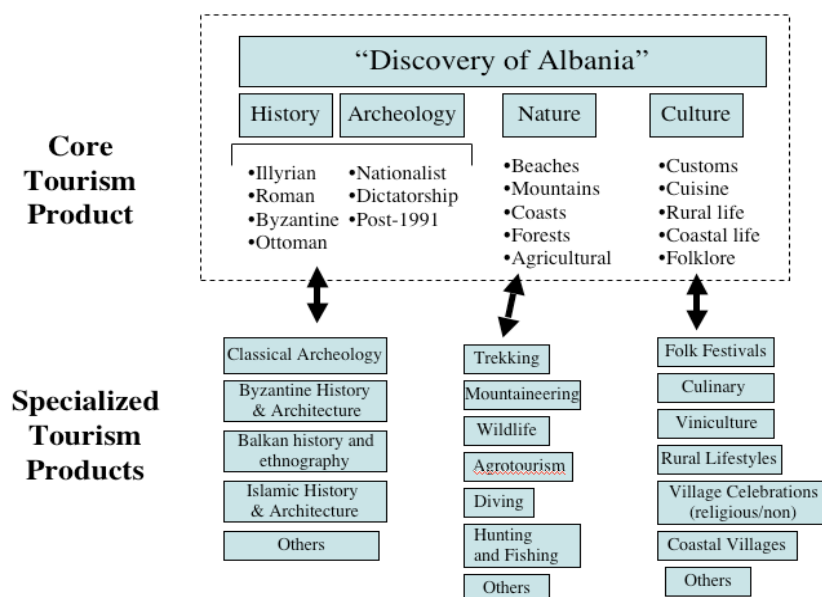 “Discovery of Albania”
History
Archeology
Nature
Culture
Core
Tourism
Product
•Illyrian
•Roman
•Byzantine
•Ottoman
•Nationalist
•Dictatorship
•Post-1991
•Beaches
•Mountains
•Coasts
•Forests
•Agricultural
•Customs
•Cuisine
•Rural life
•Coastal life
•Folklore
Specialized
Tourism
Products
Classical Archeology
Byzantine History
& Architecture
Balkan history and
ethnography
Islamic History
& Architecture
Others
Trekking
Mountaineering
Wildlife
Agrotourism
Diving
Hunting
and Fishing
Others
Folk Festivals
Culinary
Viniculture
Rural Lifestyles
Village Celebrations
(religious/non)
Coastal Villages
Others